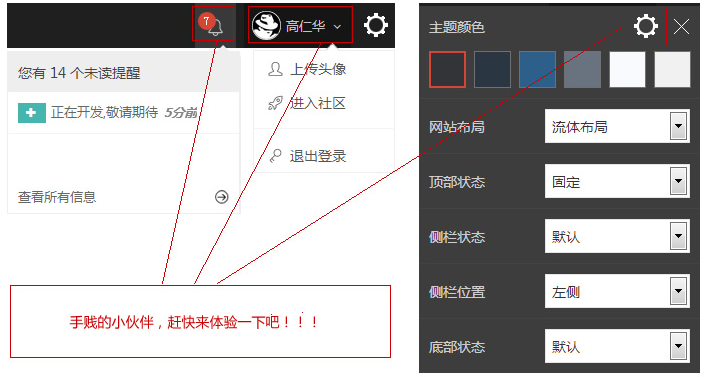 7
高仁华
您有 14 个未读提醒
正在开发,敬请期待 5分前
查看所有信息
上传头像
进入社区
退出登录
手贱的小伙伴，赶快来体验一下吧！！！
主题颜色
网站布局 流体布局
顶部状态 固定
侧栏状态 默认
侧栏位置 左侧
底部状态 默认